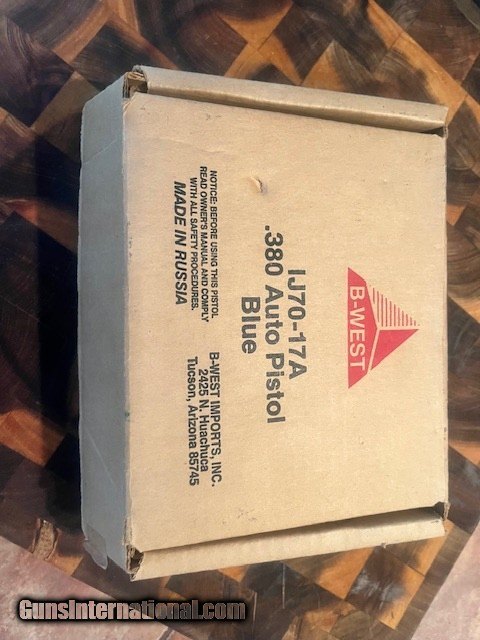 B-WEST
IJ70-17A
.380 Auto Pistol
Blue
NOTICE: BEFORE USING THIS PISTOL
READ OWNER'S MANUAL AND COMPLY
WITH ALL SAFETY PROCEDURES.
MADE IN RUSSIA
B-WEST IMPORTS, INC.
2425 N. Huachuca
Tucson, Arizona 85745
GunsInternational.com